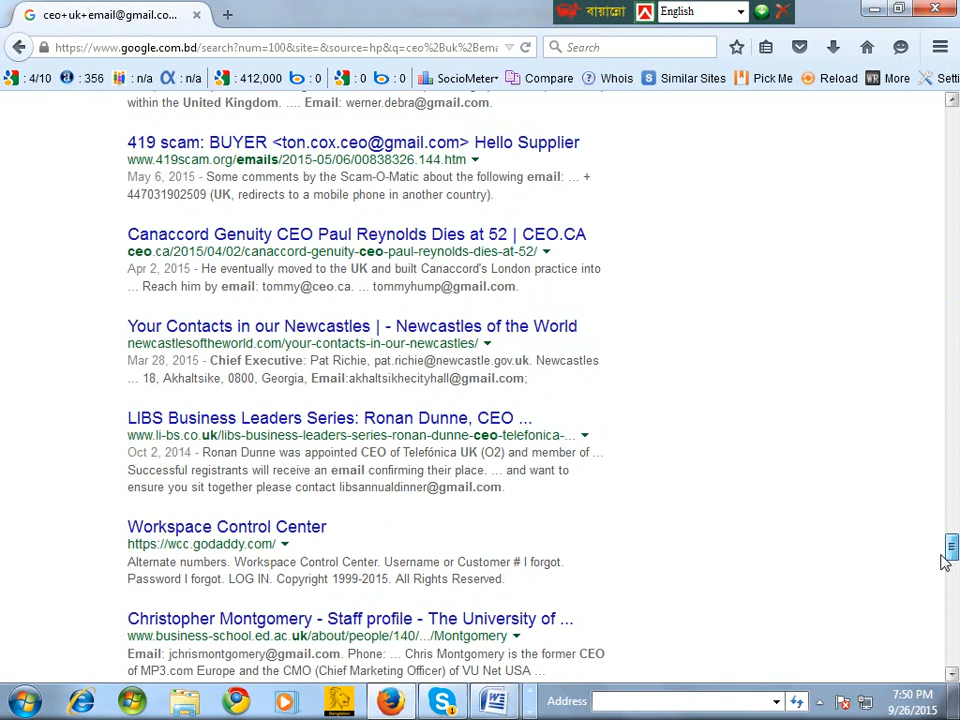 ceo+uk+email@gmail.co...
বায়ান্নো
English
https://www.google.com.bd/search?num=100&site=&source=hp&q=ceo%2Buk%2Bema
Search
: 4/10
: 356
: n/a
: n/a
: 412,000
: 0
: 0
: 0
SocioMeter
Compare
Whois
Similar Sites
Pick Me
Reload
More
Setti
within the United Kingdom. .... Email: werner.debra@gmail.com.
419 scam: BUYER <ton.cox.ceo@gmail.com> Hello Supplier
www.419scam.org/emails/2015-05/06/00838326.144.htm
May 6, 2015 - Some comments by the Scam-O-Matic about the following email: ... +
447031902509 (UK, redirects to a mobile phone in another country).
Canaccord Genuity CEO Paul Reynolds Dies at 52 | CEO.CA
ceo.ca/2015/04/02/canaccord-genuity-ceo-paul-reynolds-dies-at-52/
Apr 2, 2015 - He eventually moved to the UK and built Canaccord's London practice into
... Reach him by email: tommy@ceo.ca. ... tommyhump@gmail.com.
Your Contacts in our Newcastles | - Newcastles of the World
newcastlesoftheworld.com/your-contacts-in-our-newcastles/
Mar 28, 2015 - Chief Executive: Pat Richie, pat.richie@newcastle.gov.uk. Newcastles
... 18, Akhaltsike, 0800, Georgia, Email:akhaltsikhecityhall@gmail.com;
LIBS Business Leaders Series: Ronan Dunne, CEO ...
www.li-bs.co.uk/libs-business-leaders-series-ronan-dunne-ceo-telefonica-...
Oct 2, 2014 - Ronan Dunne was appointed CEO of Telefónica UK (O2) and member of ...
Successful registrants will receive an email confirming their place. ... and want to
ensure you sit together please contact libsannualdinner@gmail.com.
Workspace Control Center
https://wcc.godaddy.com/
Alternate numbers. Workspace Control Center. Username or Customer # I forgot.
Password I forgot. LOG IN. Copyright 1999-2015. All Rights Reserved.
Christopher Montgomery - Staff profile - The University of ...
www.business-school.ed.ac.uk/about/people/140/.../Montgomery
Email: jchrismontgomery@gmail.com. Phone: ... Chris Montgomery is the former CEO
of MP3.com Europe and the CMO (Chief Marketing Officer) of VU Net USA ...
Address
7:50 PM
9/26/2015